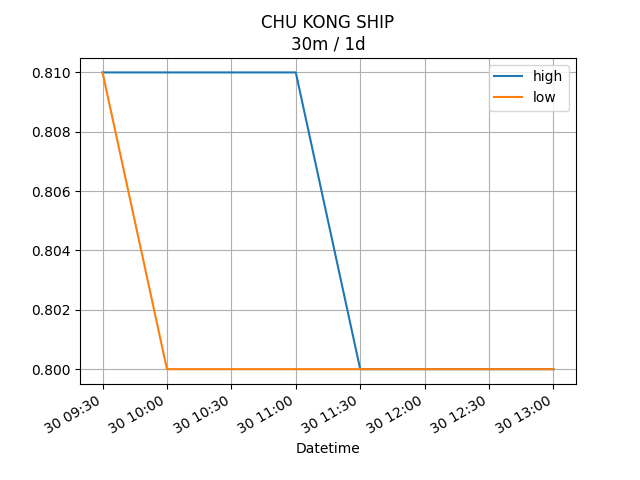 CHU KONG SHIP
30m / 1d
high
low
0.810
0.808
0.806
0.804
0.802
0.800
30 09:30
30 10:00
30 10:30
30 11:00
30 11:30
30 12:00
30 12:30
30 13:00
Datetime